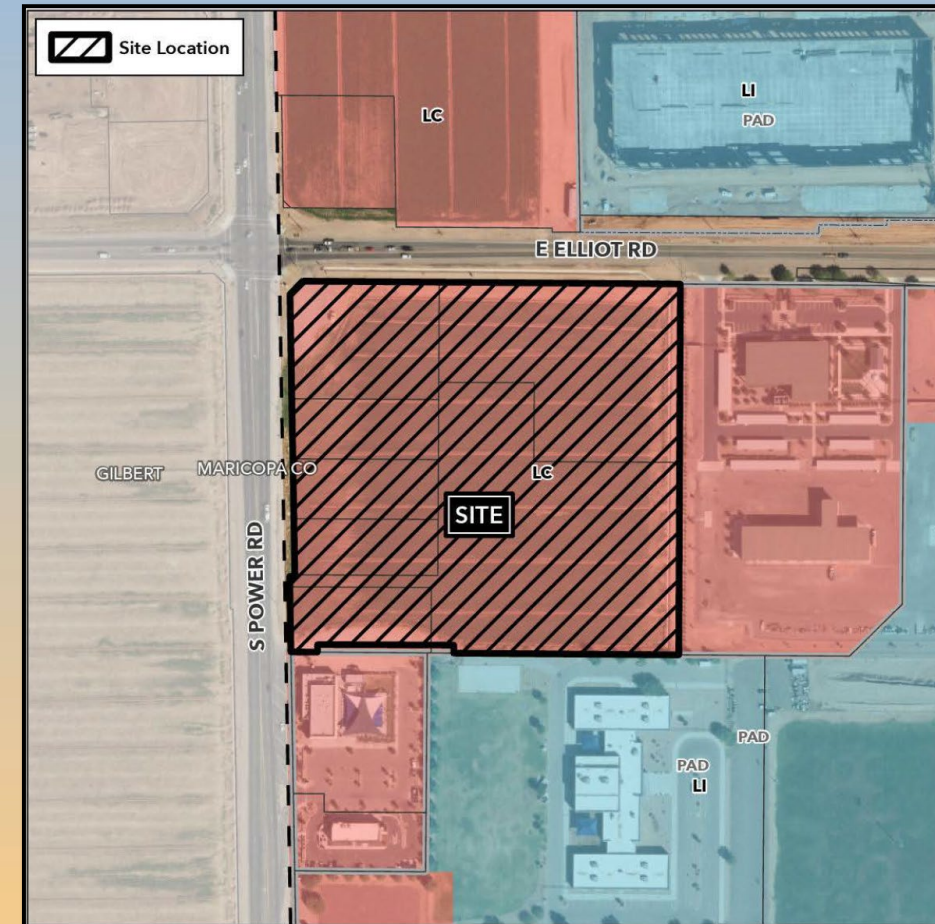 Site Location
LC
LI
PAD
E ELLIOT RD
GILBERT
MARICOPA CO
LC
SITE
S POWER RD
PAD
PAD
LI